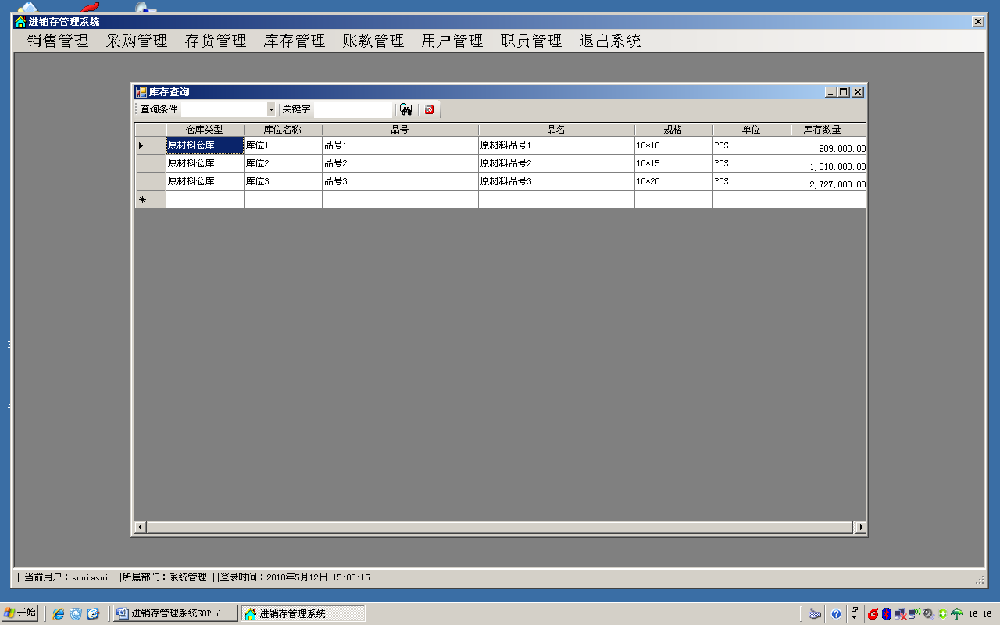 进销存管理系统
销售管理 采购管理 存货管理 库存管理 账款管理 用户管理 职员管理 退出系统
库存查询
查询条件 关键字
仓库类型 库位名称 品号 品名 规格 单位 库存数量
原材料仓库 库位1 品号1 原材料品号1 10*10 PCS 909,000.00
原材料仓库 库位2 品号2 原材料品号2 10*15 PCS 1,818,000.00
原材料仓库 库位3 品号3 原材料品号3 10*20 PCS 2,727,000.00
||当前用户：soniasui ||所属部门：系统管理 ||登录时间：2010年5月12日 15:03:15
开始 进销存管理系统SOP.d... 进销存管理系统 16:16